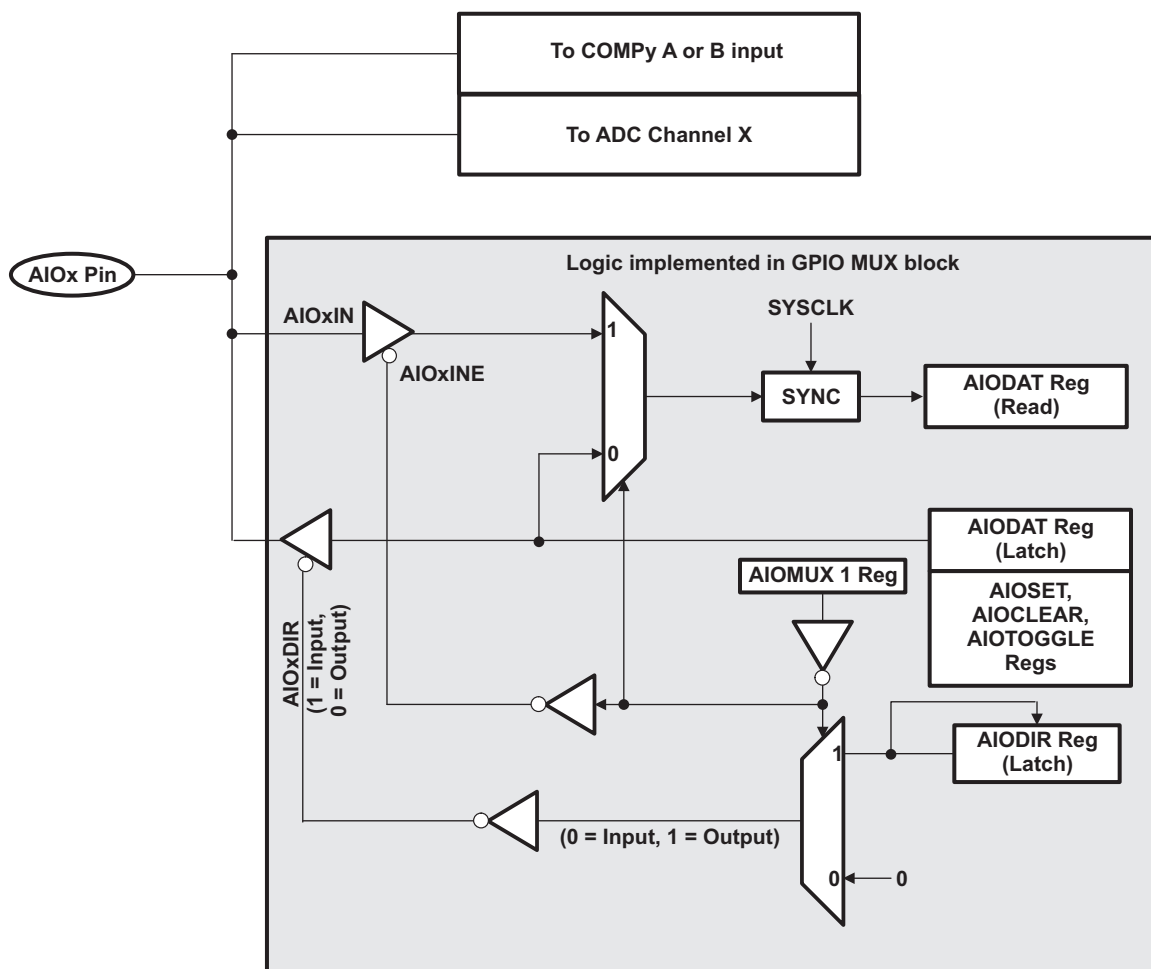 To COMPy A or B input
To ADC Channel X
AIOx Pin
Logic implemented in GPIO MUX block
AIOxIN
AIOxINE
1
0
SYSCLK
SYNC
AIODAT Reg
(Read)
AIODAT Reg
(Latch)
AIOSET,
AIOCLEAR,
AIOTOGGLE
Regs
AIOMUX 1 Reg
AIOxDIR
(1 = Input,
0 = Output)
1
AIODIR Reg
(Latch)
(0 = Input, 1 = Output)
0
0